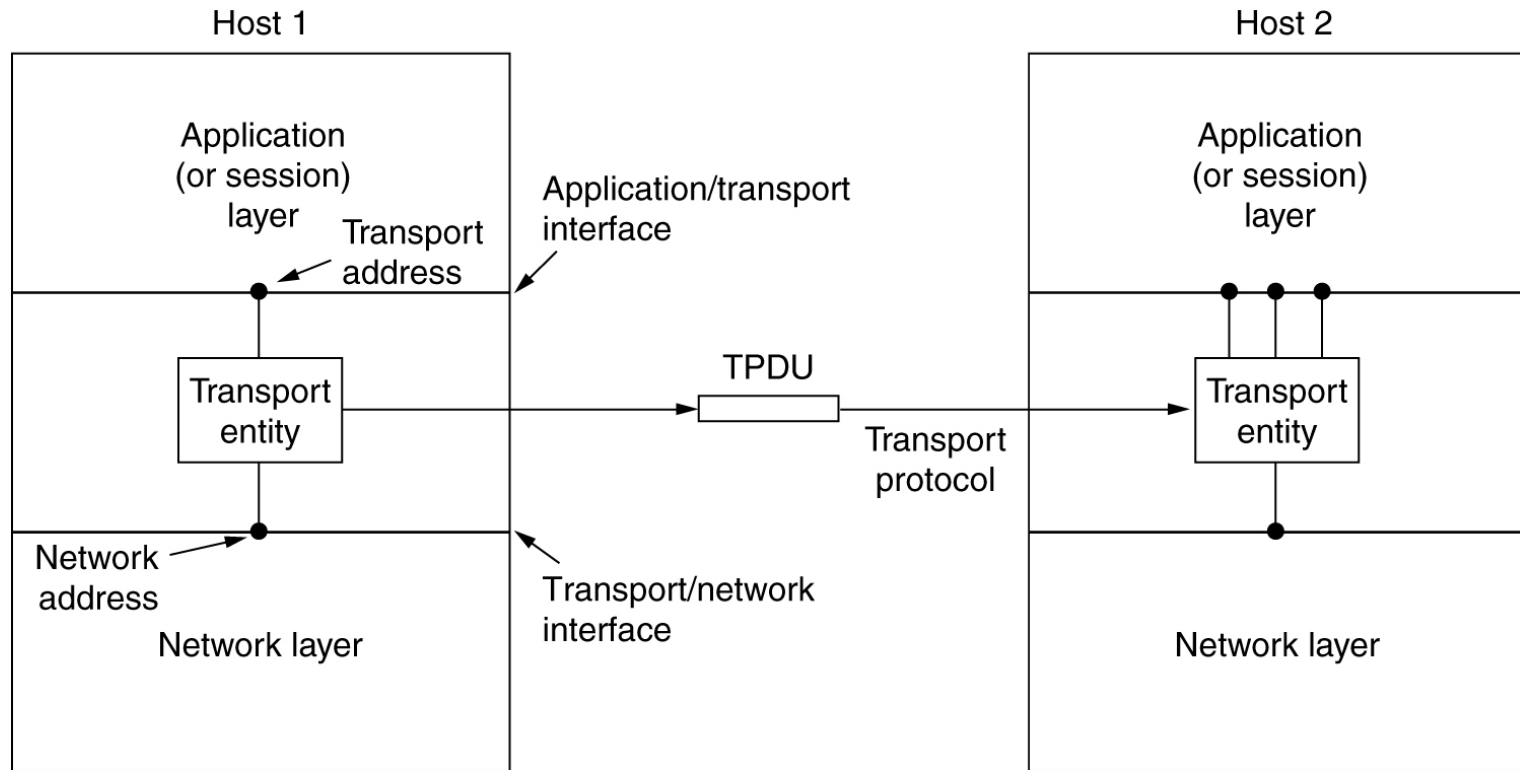 Host 1
Host 2
Application
(or session)
layer
Transport
address
Application/transport
interface
Application
(or session)
layer
Transport
entity
TPDU
Transport
protocol
Transport
entity
Network
address
Transport/network
interface
Network layer
Network layer